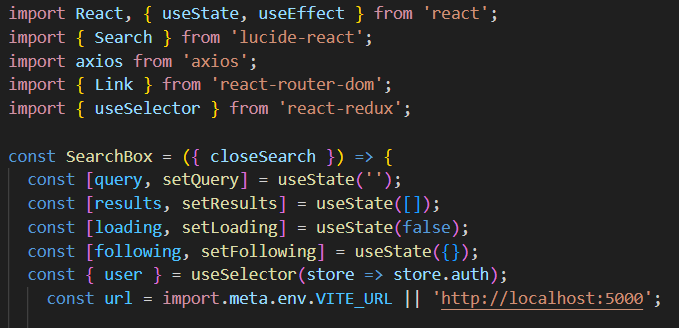 import React, { useState, useEffect } from 'react';
import { Search } from 'lucide-react';
import axios from 'axios';
import { Link } from 'react-router-dom';
import { useSelector } from 'react-redux';

const SearchBox = ({ closeSearch }) => {
  const [query, setQuery] = useState('');
  const [results, setResults] = useState([]);
  const [loading, setLoading] = useState(false);
  const [following, setFollowing] = useState({});
  const { user } = useSelector(store => store.auth);
    const url = import.meta.env.VITE_URL || 'http://localhost:5000';